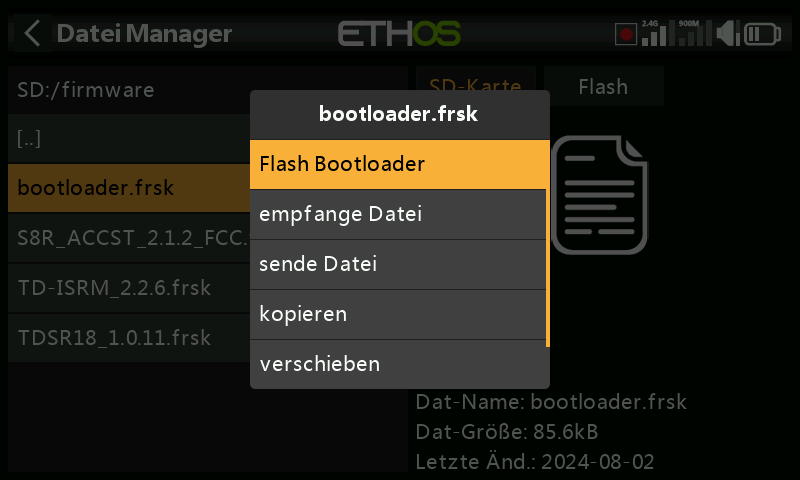 Datei Manager
ETHOS
2.4G
900M
SD:/firmware
SD-Karte
Flash
[..]
bootloader.frsk
S8R_ACCST_2.1.2_FCC.
TD-ISRM_2.2.6.frsk
TDSR18_1.0.11.frsk
bootloader.frsk
Flash Bootloader
empfange Datei
sende Datei
kopieren
verschieben
Dat-Name: bootloader.frsk
Dat-Größe: 85.6kB
Letzte Änd.: 2024-08-02